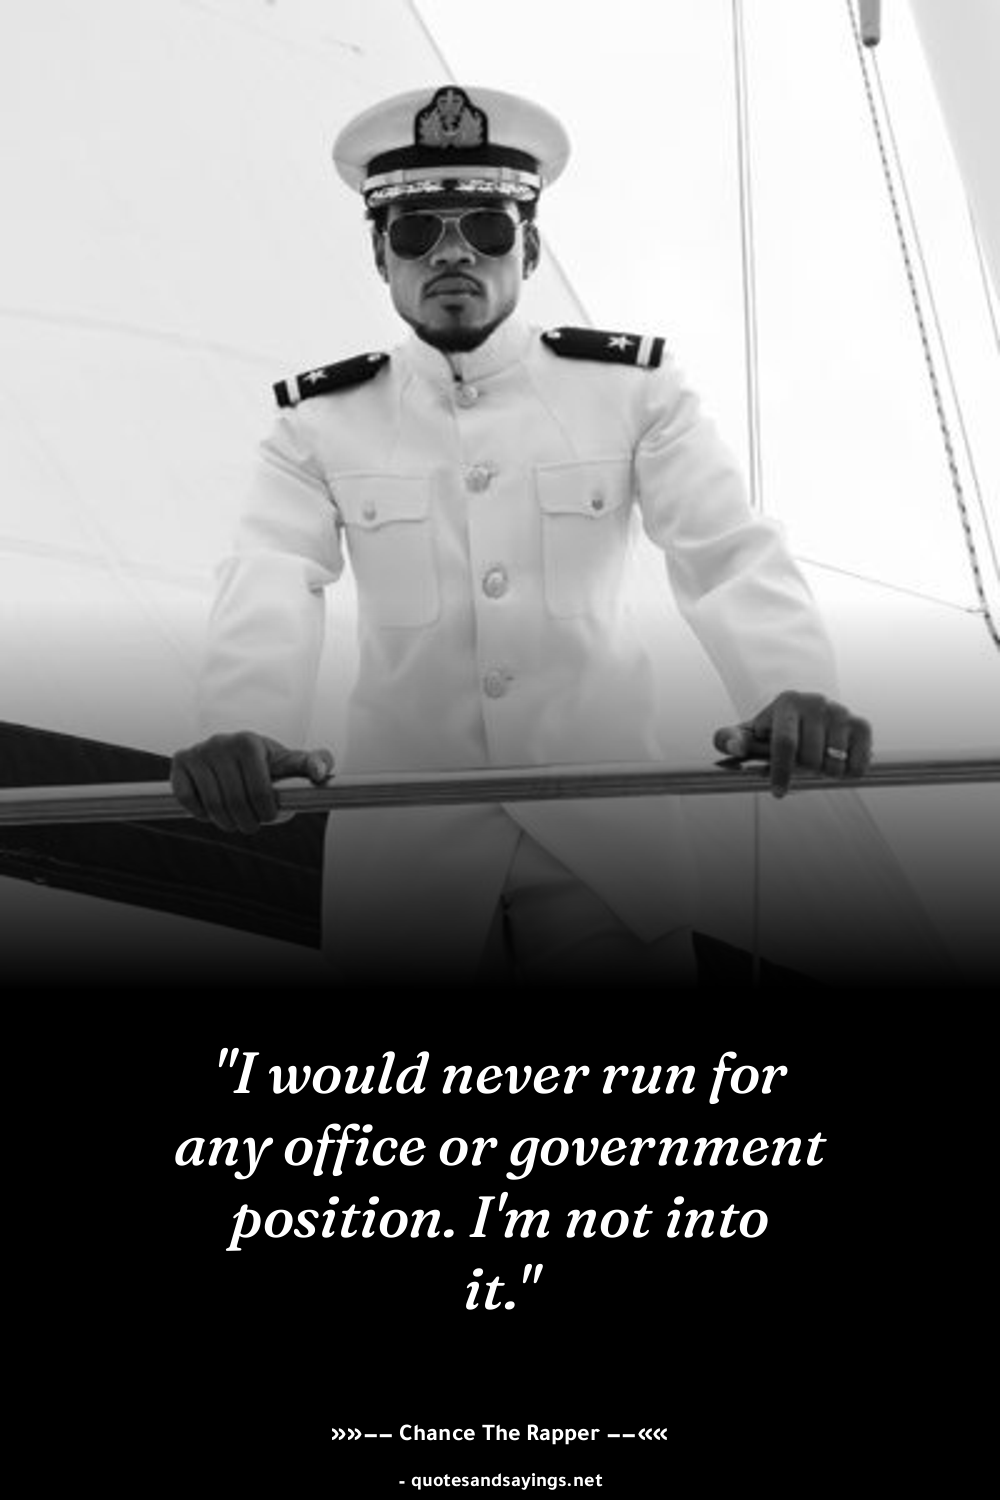 "I would never run for
any office or government
position. I'm not into
it."
»»–– Chance The Rapper ––««
- quotesandsayings.net